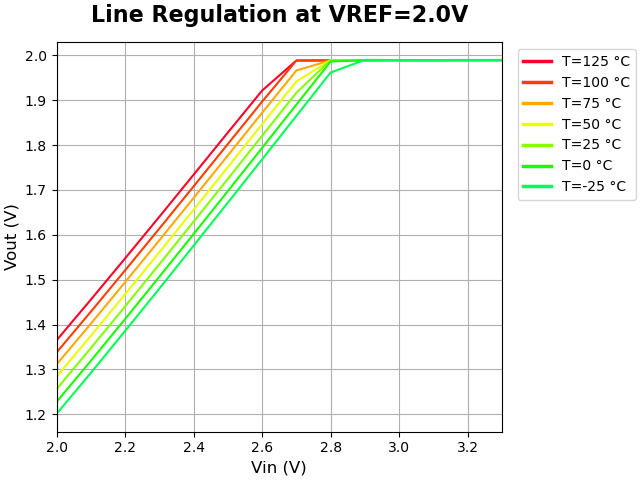 Line Regulation at VREF=2.0V
Vout (V)
2.0
1.9
1.8
1.7
1.6
1.5
1.4
1.3
1.2
2.0 2.2 2.4 2.6 2.8 3.0 3.2
Vin (V)
T=125 °C
T=100 °C
T=75 °C
T=50 °C
T=25 °C
T=0 °C
T=-25 °C